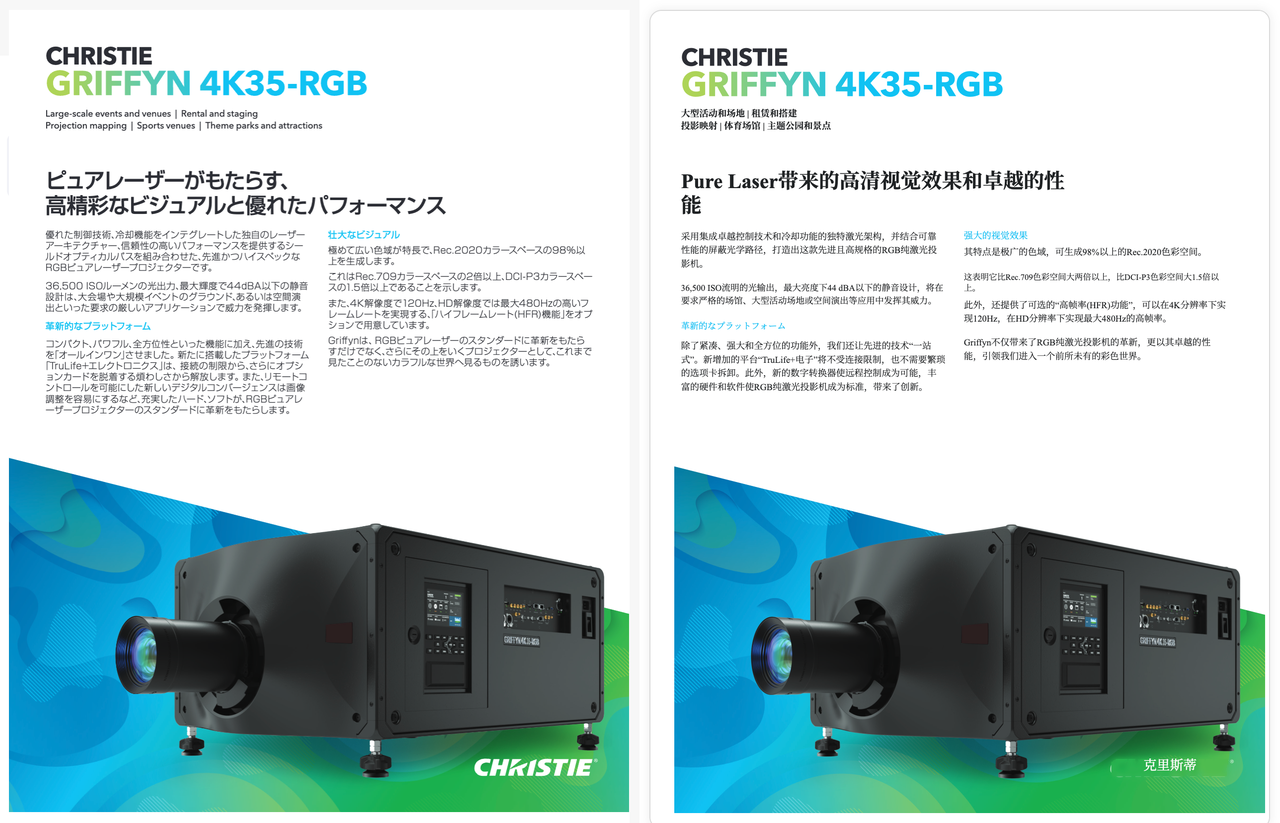 CHRISTIE
GRIFFYN 4K35-RGB
Large-scale events and venues | Rental and staging
Projection mapping | Sports venues | Theme parks and attractions
ピュアレーザーがもたらす、
高精彩なビジュアルと優れたパフォーマンス
優れた制御技術、冷却機能をインテグレートした独自のレーザー
アーキテクチャー、信頼性の高いパフォーマンスを提供するシー
ルドオプティカルパスを組み合わせた、先進かつハイスペックな
RGBピュアレーザープロジェクターです。
36,500 ISOルーメンの光出力、最大輝度で44dBA以下の静音
設計は、大会場や大規模イベントのグラウンド、あるいは空間演
出といった要求の厳しいアプリケーションで威力を発揮します。
革新的なプラットフォーム
コンパクト、パワフル、全方位性といった機能に加え、先進の技術
を「オールインワン」させました。新たに搭載したプラットフォーム
「TruLife+エレクトロニクス」は、接続の制限から、さらにオプシ
ョンカードを脱着する煩わしさから解放します。また、リモートコ
ントロールを可能にした新しいデジタルコンバージェンスは画像
調整を容易にするなど、充実したハード、ソフトが、RGBピュアレ
ーザープロジェクターのスタンダードに革新をもたらします。
壮大なビジュアル
極めて広い色域が特長で、Rec.2020カラースペースの98%以
上を生成します。
これはRec.709カラースペースの2倍以上、DCI-P3カラースペー
スの1.5倍以上であることを示します。
また、4K解像度で120Hz、HD解像度では最大480Hzの高いフ
レームレートを実現する、「ハイフレームレート(HFR)機能」をオプ
ションで用意しています。
Griffynは、RGBピュアレーザーのスタンダードに革新をもたら
すだけでなく、さらにその上をいくプロジェクターとして、これまで
見たことのないカラフルな世界へ見るものを誘います。
GRIFFYN 4K35-RGB
CHRISTIE
CHRISTIE
GRIFFYN 4K35-RGB
大型活动和场地 | 租赁和搭建
投影映射 | 体育场馆 | 主题公园和景点
Pure Laser带来的高清视觉效果和卓越的性
能
采用集成卓越控制技术和冷却功能的独特激光架构，并结合可靠
性能的屏蔽光学路径，打造出这款先进且高规格的RGB纯激光投
影机。
36,500 ISO流明的光输出，最大亮度下44 dBA以下的静音设计，将在
要求严格的场馆、大型活动场地或空间演出等应用中发挥其威力。
革新的なプラットフォーム
除了紧凑、强大和全方位的功能外，我们还让先进的技术“一站
式”。新增加的平台“TruLife+电子”将不受连接限制，也不需要繁琐
的选项卡拆卸。此外，新的数字转换器使远程控制成为可能，丰
富的硬件和软件使RGB纯激光投影机成为标准，带来了创新。
强大的视觉效果
其特点是极广的色域，可生成98%以上的Rec.2020色彩空间。
这表明它比Rec.709色彩空间大两倍以上，比DCI-P3色彩空间大1.5倍以
上。
此外，还提供了可选的“高帧率(HFR)功能”，可以在4K分辨率下实
现120Hz，在HD分辨率下实现最大480Hz的高帧率。
Griffyn不仅带来了RGB纯激光投影机的革新，更以其卓越的性
能，引领我们进入一个前所未有的彩色世界。
GRIFFYN 4K35-RGB
克里斯蒂